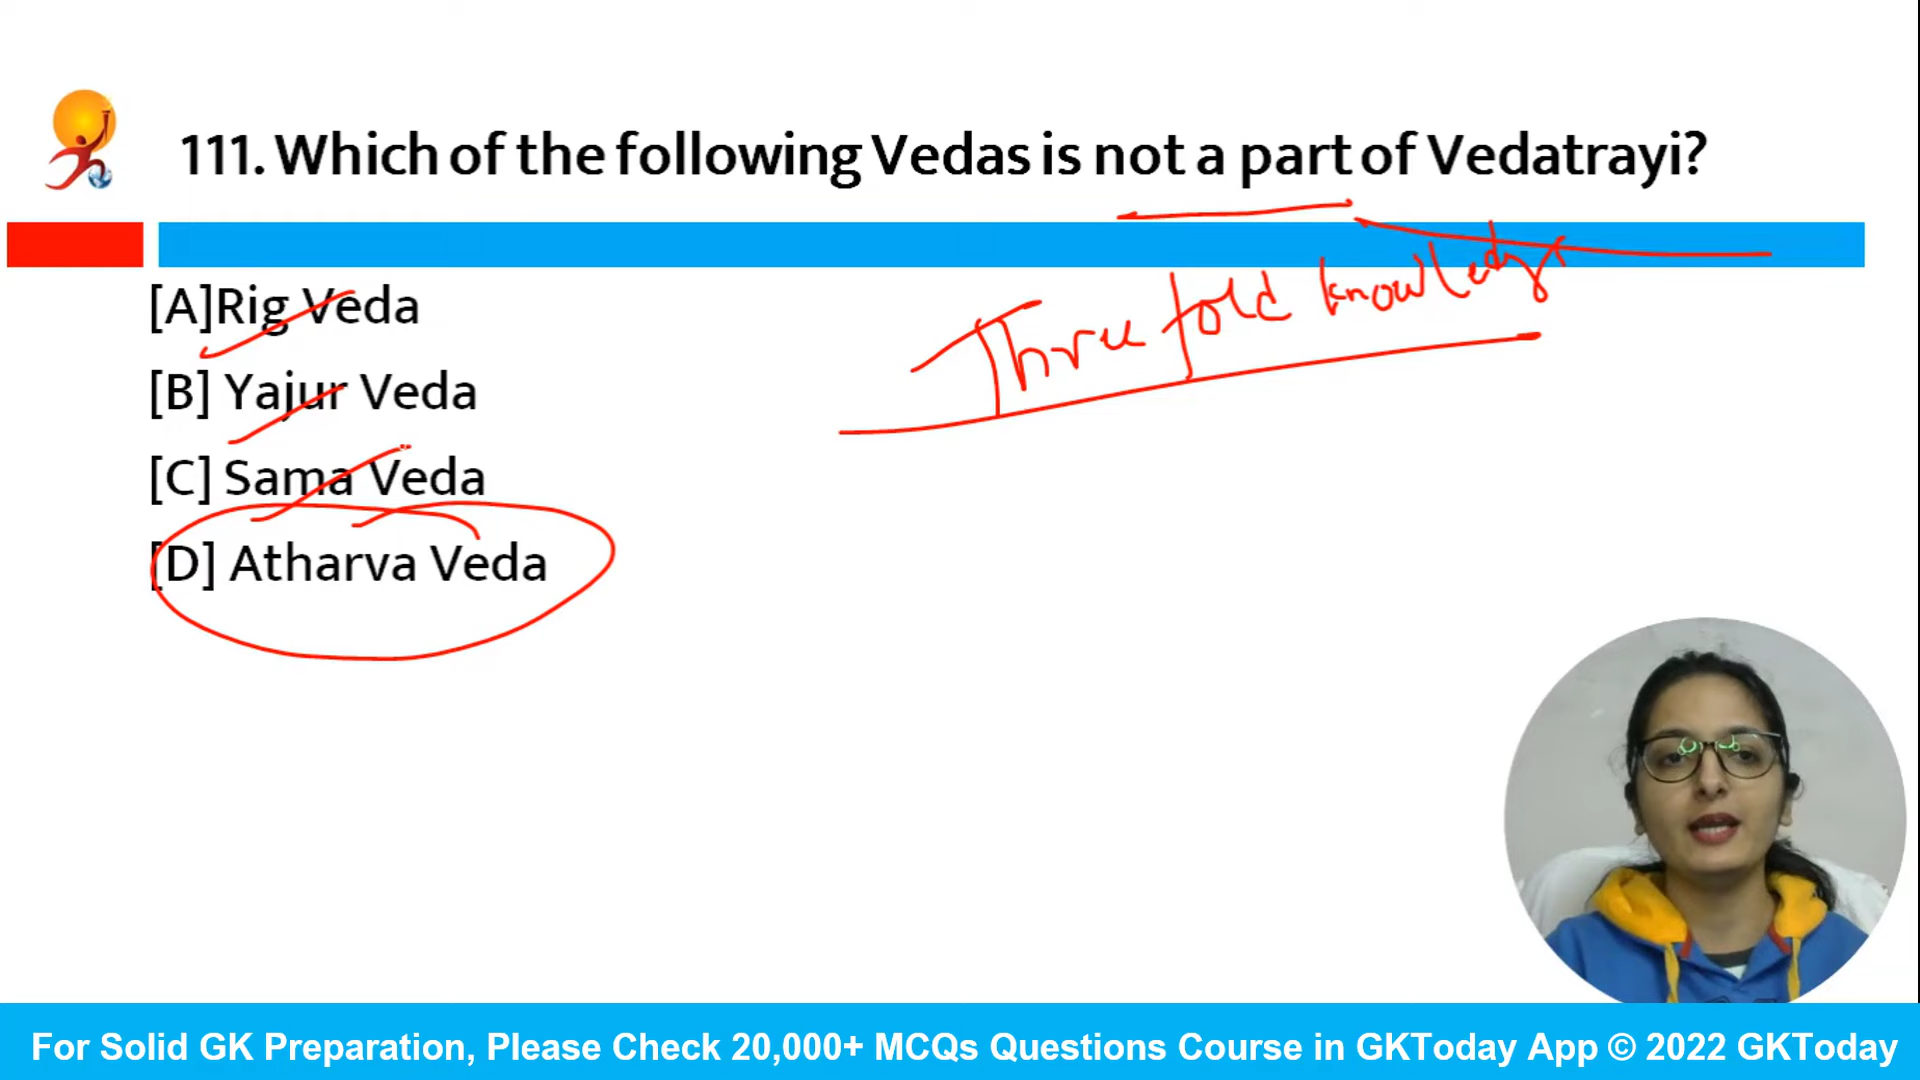 111. Which of the following Vedas is not a part of Vedatrayi?
[A]Rig Veda
Three fold knowledge
[B] Yajur Veda
[C] Sama Veda
[D] Atharva Veda
For Solid GK Preparation, Please Check 20,000+ MCQs Questions Course in GKToday App © 2022 GKToday